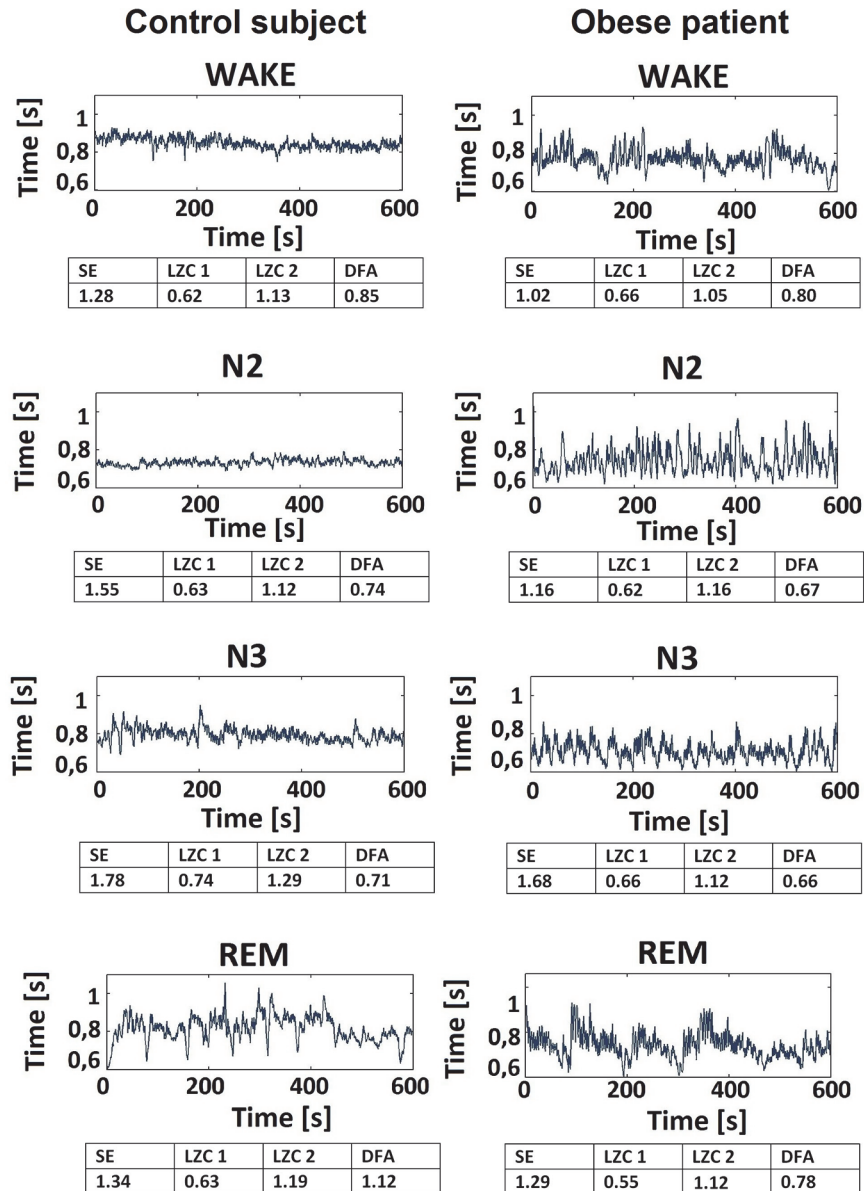 Control subject
Obese patient
WAKE
Time [s]
1
0,8
0,6
0 200 400 600
Time [s]
SE LZC 1 LZC 2 DFA
1.28 0.62 1.13 0.85
WAKE
Time [s]
1
0,8
0,6
0 200 400 600
Time [s]
SE LZC 1 LZC 2 DFA
1.02 0.66 1.05 0.80
N2
Time [s]
1
0,8
0,6
0 200 400 600
Time [s]
SE LZC 1 LZC 2 DFA
1.55 0.63 1.12 0.74
N2
Time [s]
1
0,8
0,6
0 200 400 600
Time [s]
SE LZC 1 LZC 2 DFA
1.16 0.62 1.16 0.67
N3
Time [s]
1
0,8
0,6
0 200 400 600
Time [s]
SE LZC 1 LZC 2 DFA
1.78 0.74 1.29 0.71
N3
Time [s]
1
0,8
0,6
0 200 400 600
Time [s]
SE LZC 1 LZC 2 DFA
1.68 0.66 1.12 0.66
REM
Time [s]
1
0,8
0,6
0 200 400 600
Time [s]
SE LZC 1 LZC 2 DFA
1.34 0.63 1.19 1.12
REM
Time [s]
1
0,8
0,6
0 200 400 600
Time [s]
SE LZC 1 LZC 2 DFA
1.29 0.55 1.12 0.78